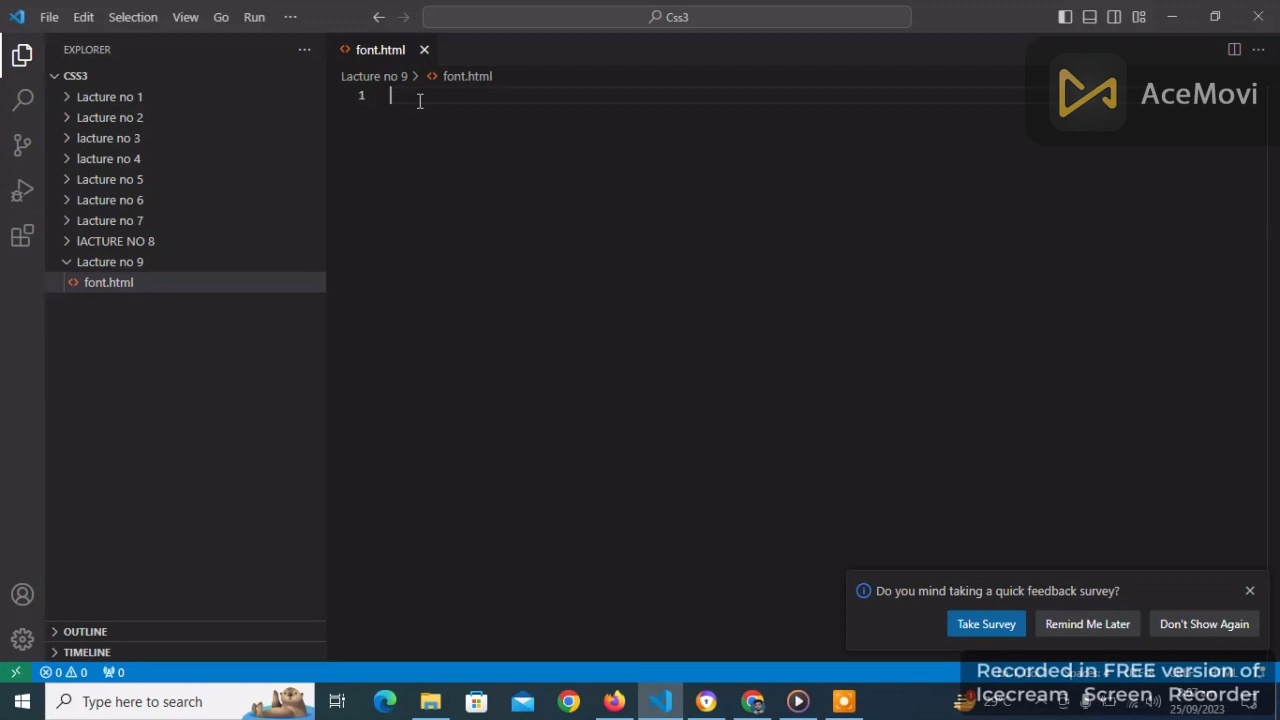 File Edit Selection View Go Run ···
Css3
EXPLORER
font.html
CSS3
Lacture no 9 > font.html
Lacture no 1
1
AceMovi
Lacture no 2
lacture no 3
lacture no 4
Lacture no 5
Lacture no 6
Lacture no 7
lACTURE NO 8
Lacture no 9
font.html
Do you mind taking a quick feedback survey?
Take Survey Remind Me Later Don't Show Again
OUTLINE
TIMELINE
0 0 0
Recorded in FREE version of
Icecream Screen Recorder
Type here to search
25/09/2023